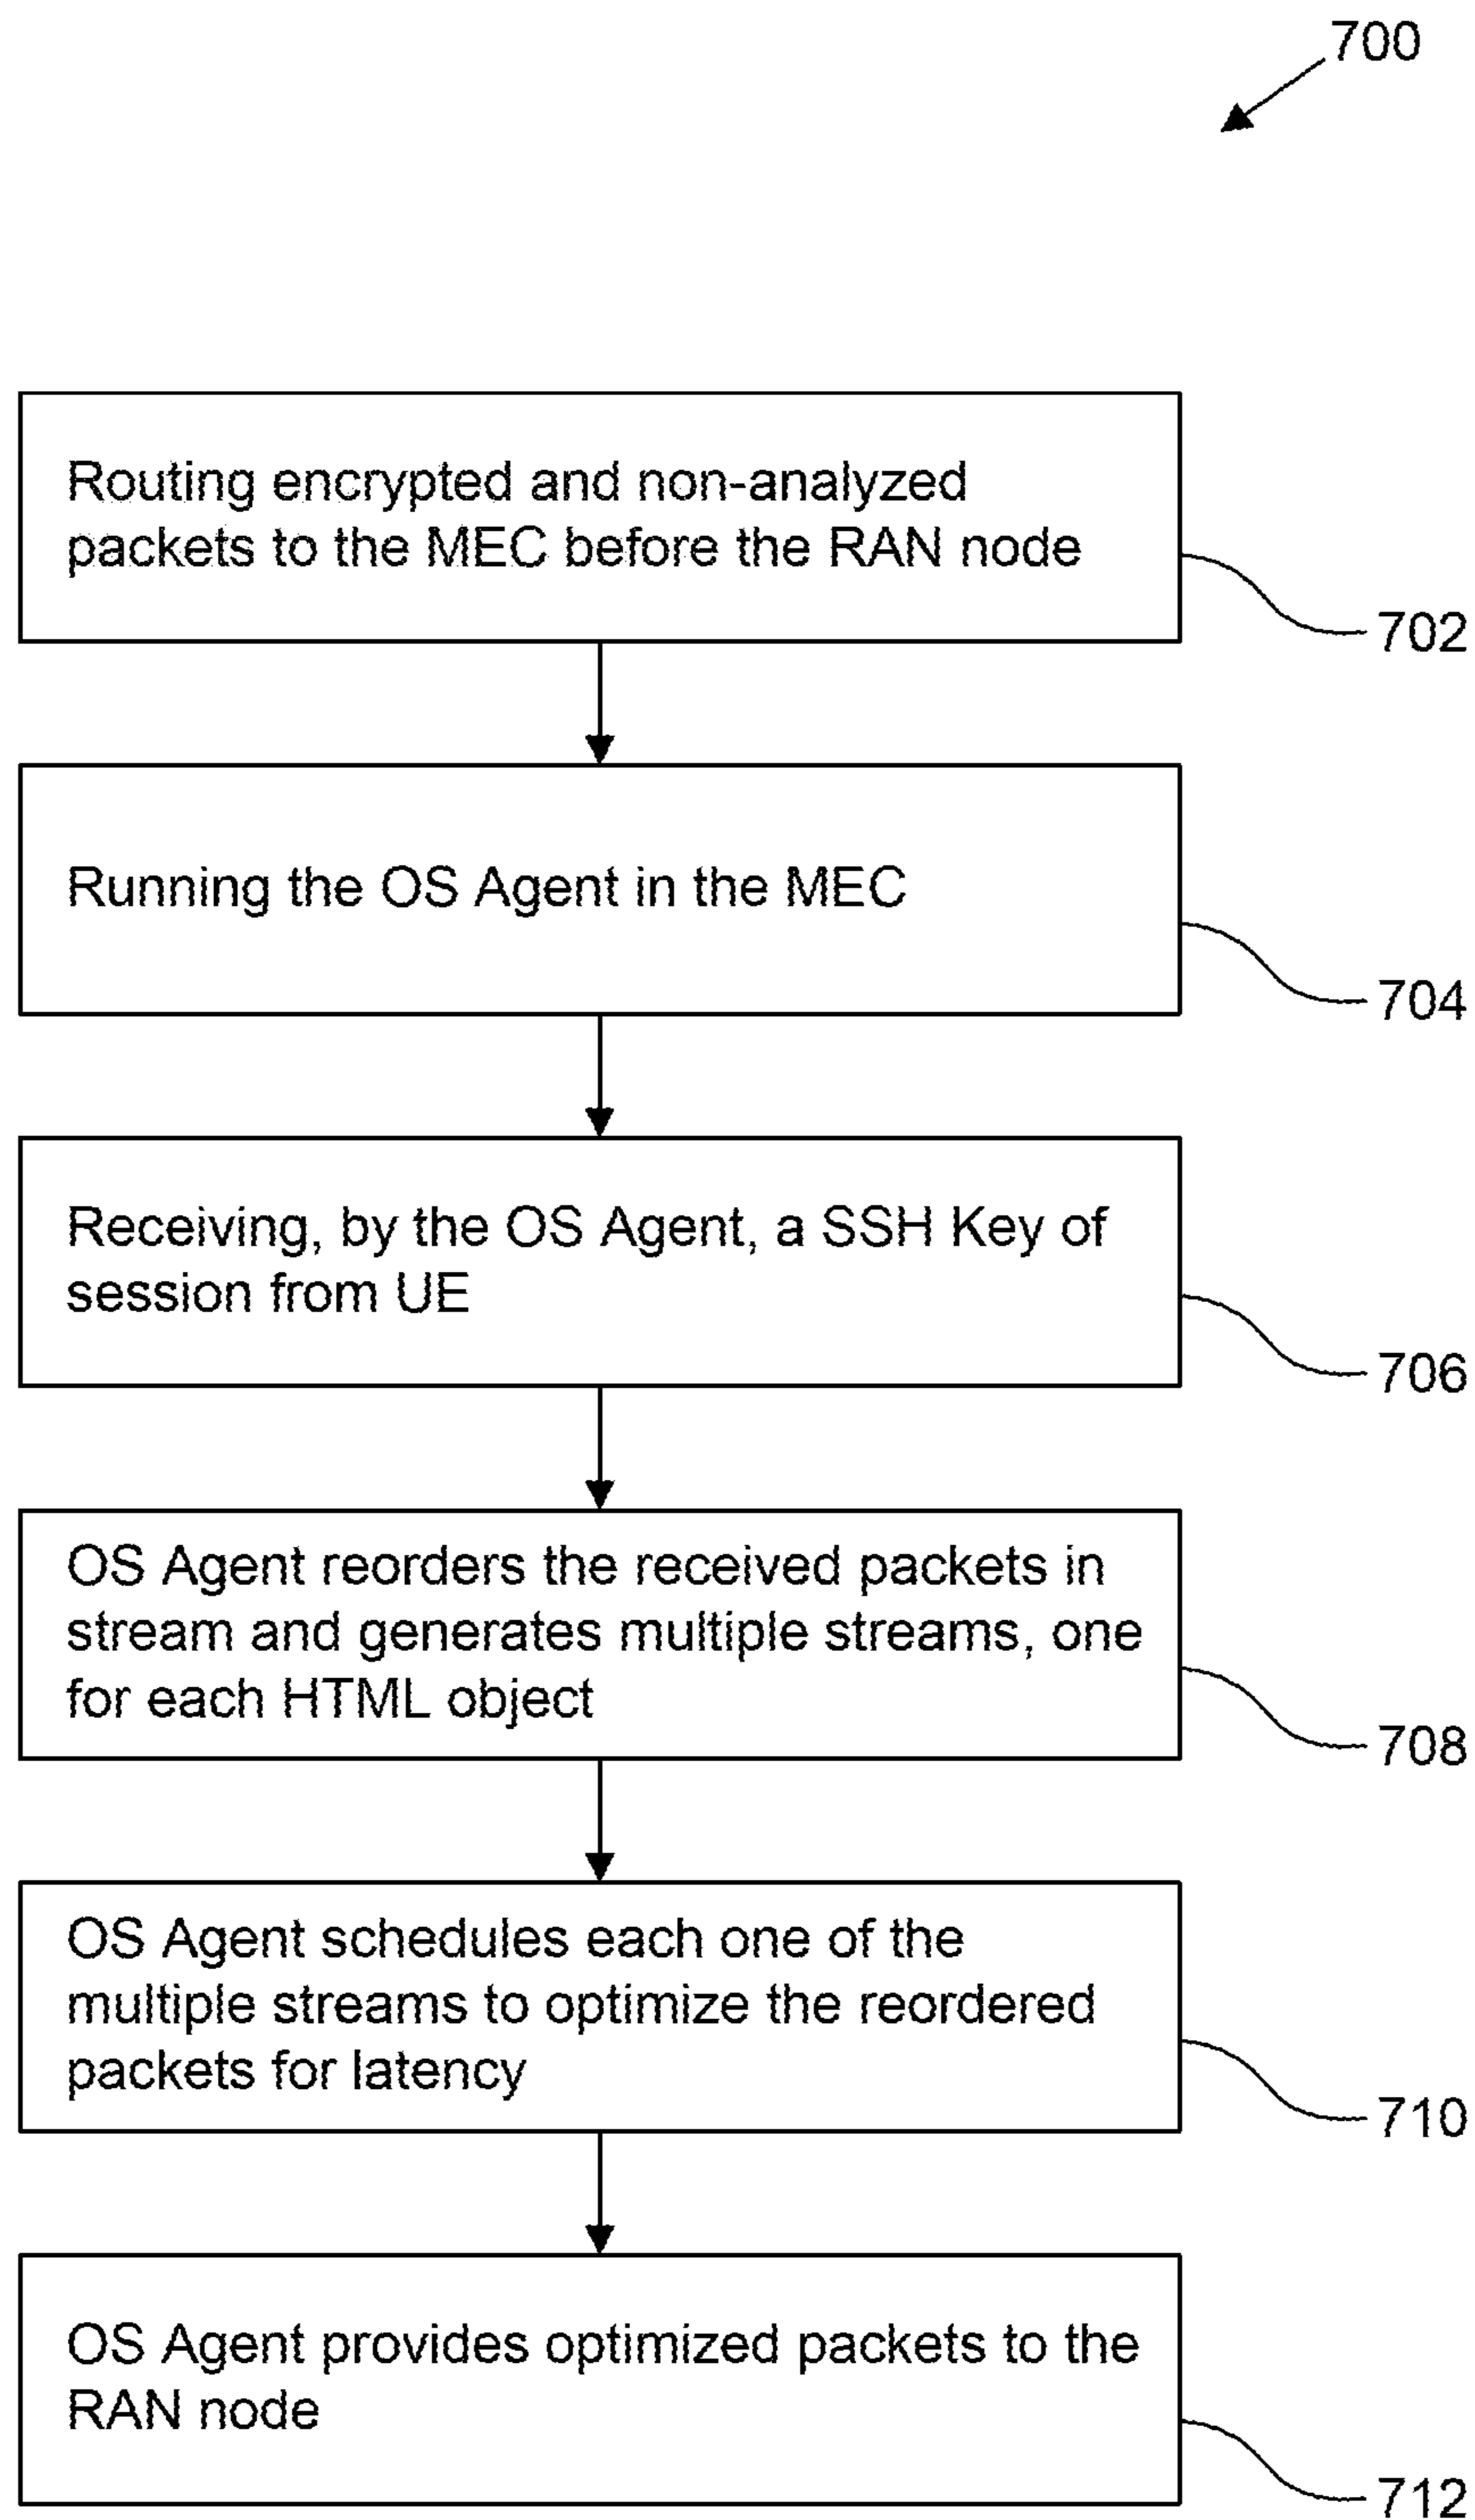 700
Routing encrypted and non-analyzed
packets to the MEC before the RAN node
702
Running the OS Agent in the MEC
704
Receiving, by the OS Agent, a SSH Key of
session from UE
706
OS Agent reorders the received packets in
stream and generates multiple streams, one
for each HTML object
708
OS Agent schedules each one of the
multiple streams to optimize the reordered
packets for latency
710
OS Agent provides optimized packets to the
RAN node
712